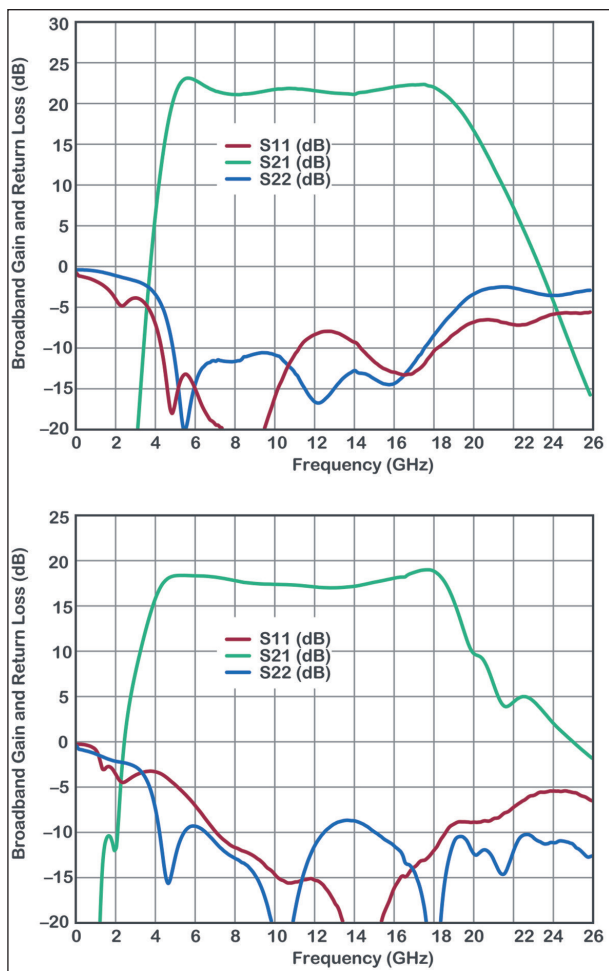 Broadband Gain and Return Loss (dB)
30
25
20
15
10
5
0
–5
–10
–15
–20
S11 (dB)
S21 (dB)
S22 (dB)
0 2 4 6 8 10 12 14 16 18 20 22 24 26
Frequency (GHz)
Broadband Gain and Return Loss (dB)
25
20
15
10
5
0
–5
–10
–15
–20
S11 (dB)
S21 (dB)
S22 (dB)
0 2 4 6 8 10 12 14 16 18 20 22 24 26
Frequency (GHz)